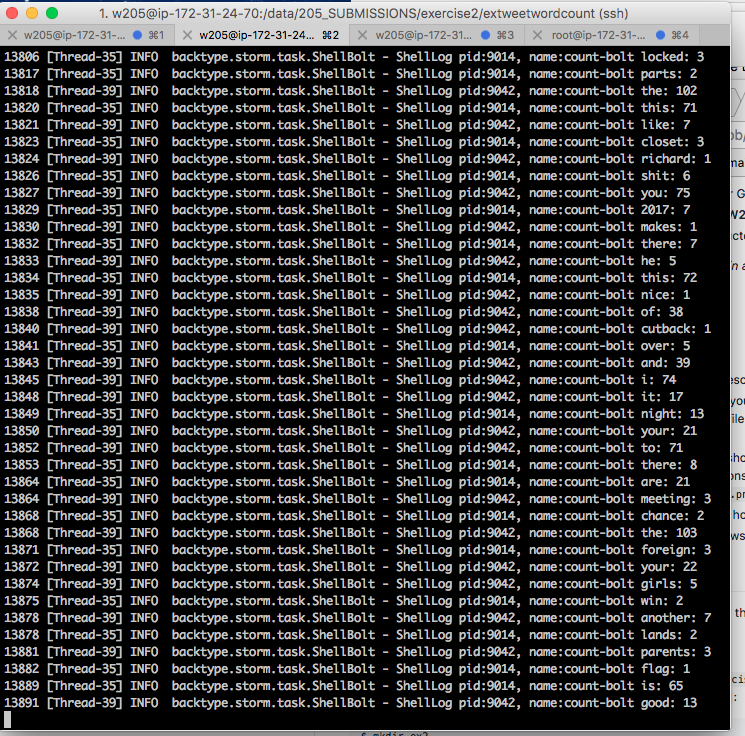 1. w205@ip-172-31-24-70:/data/205_SUBMISSIONS/exercise2/extweetwordcount (ssh)
w205@ip-172-31-... ⌘1 w205@ip-172-31-24... ⌘2 w205@ip-172-31-... ⌘3 root@ip-172-31-24... ⌘4
13806 [Thread-35] INFO  backtype.storm.task.ShellBolt - ShellLog pid:9014, name:count-bolt locked: 3
13817 [Thread-35] INFO  backtype.storm.task.ShellBolt - ShellLog pid:9014, name:count-bolt parts: 2
13818 [Thread-39] INFO  backtype.storm.task.ShellBolt - ShellLog pid:9042, name:count-bolt the: 102
13820 [Thread-35] INFO  backtype.storm.task.ShellBolt - ShellLog pid:9014, name:count-bolt this: 71
13821 [Thread-39] INFO  backtype.storm.task.ShellBolt - ShellLog pid:9042, name:count-bolt like: 7
13823 [Thread-35] INFO  backtype.storm.task.ShellBolt - ShellLog pid:9014, name:count-bolt closet: 3
13824 [Thread-39] INFO  backtype.storm.task.ShellBolt - ShellLog pid:9042, name:count-bolt richard: 1
13826 [Thread-35] INFO  backtype.storm.task.ShellBolt - ShellLog pid:9014, name:count-bolt shit: 6
13827 [Thread-39] INFO  backtype.storm.task.ShellBolt - ShellLog pid:9042, name:count-bolt you: 75
13829 [Thread-35] INFO  backtype.storm.task.ShellBolt - ShellLog pid:9014, name:count-bolt 2017: 7
13830 [Thread-39] INFO  backtype.storm.task.ShellBolt - ShellLog pid:9042, name:count-bolt makes: 1
13832 [Thread-35] INFO  backtype.storm.task.ShellBolt - ShellLog pid:9014, name:count-bolt there: 7
13833 [Thread-39] INFO  backtype.storm.task.ShellBolt - ShellLog pid:9042, name:count-bolt he: 5
13834 [Thread-35] INFO  backtype.storm.task.ShellBolt - ShellLog pid:9014, name:count-bolt this: 72
13835 [Thread-39] INFO  backtype.storm.task.ShellBolt - ShellLog pid:9042, name:count-bolt nice: 1
13838 [Thread-39] INFO  backtype.storm.task.ShellBolt - ShellLog pid:9042, name:count-bolt of: 38
13840 [Thread-39] INFO  backtype.storm.task.ShellBolt - ShellLog pid:9042, name:count-bolt cutback: 1
13841 [Thread-35] INFO  backtype.storm.task.ShellBolt - ShellLog pid:9014, name:count-bolt over: 5
13843 [Thread-39] INFO  backtype.storm.task.ShellBolt - ShellLog pid:9042, name:count-bolt and: 39
13845 [Thread-39] INFO  backtype.storm.task.ShellBolt - ShellLog pid:9042, name:count-bolt i: 74
13848 [Thread-39] INFO  backtype.storm.task.ShellBolt - ShellLog pid:9042, name:count-bolt it: 17
13849 [Thread-35] INFO  backtype.storm.task.ShellBolt - ShellLog pid:9014, name:count-bolt night: 13
13850 [Thread-39] INFO  backtype.storm.task.ShellBolt - ShellLog pid:9042, name:count-bolt your: 21
13852 [Thread-39] INFO  backtype.storm.task.ShellBolt - ShellLog pid:9042, name:count-bolt to: 71
13853 [Thread-35] INFO  backtype.storm.task.ShellBolt - ShellLog pid:9014, name:count-bolt there: 8
13864 [Thread-35] INFO  backtype.storm.task.ShellBolt - ShellLog pid:9014, name:count-bolt are: 21
13864 [Thread-39] INFO  backtype.storm.task.ShellBolt - ShellLog pid:9042, name:count-bolt meeting: 3
13868 [Thread-35] INFO  backtype.storm.task.ShellBolt - ShellLog pid:9014, name:count-bolt chance: 2
13868 [Thread-39] INFO  backtype.storm.task.ShellBolt - ShellLog pid:9042, name:count-bolt the: 103
13871 [Thread-35] INFO  backtype.storm.task.ShellBolt - ShellLog pid:9014, name:count-bolt foreign: 3
13872 [Thread-39] INFO  backtype.storm.task.ShellBolt - ShellLog pid:9042, name:count-bolt your: 22
13874 [Thread-39] INFO  backtype.storm.task.ShellBolt - ShellLog pid:9042, name:count-bolt girls: 5
13875 [Thread-35] INFO  backtype.storm.task.ShellBolt - ShellLog pid:9014, name:count-bolt win: 2
13878 [Thread-39] INFO  backtype.storm.task.ShellBolt - ShellLog pid:9042, name:count-bolt another: 7
13878 [Thread-35] INFO  backtype.storm.task.ShellBolt - ShellLog pid:9014, name:count-bolt lands: 2
13881 [Thread-39] INFO  backtype.storm.task.ShellBolt - ShellLog pid:9042, name:count-bolt parents: 3
13882 [Thread-35] INFO  backtype.storm.task.ShellBolt - ShellLog pid:9014, name:count-bolt flag: 1
13889 [Thread-35] INFO  backtype.storm.task.ShellBolt - ShellLog pid:9014, name:count-bolt is: 65
13891 [Thread-39] INFO  backtype.storm.task.ShellBolt - ShellLog pid:9042, name:count-bolt good: 13